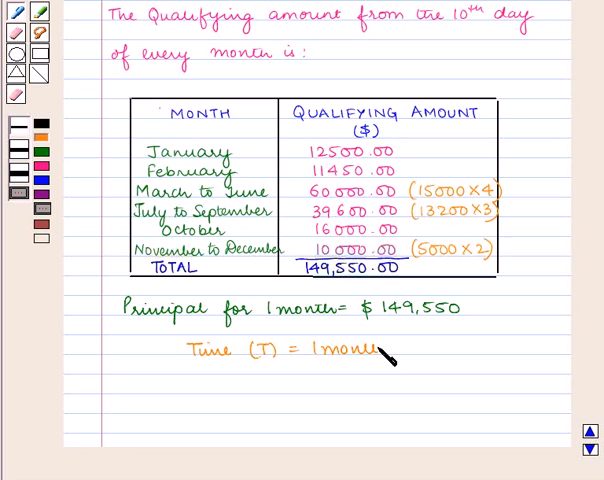 The Qualifying amount from the 10th day
of every month is:
MONTH QUALIFYING AMOUNT
($)
January 12500.00
February 11450.00
March to June 60000.00 (15000×4)
July to September 39600.00 (13200×3)
October 16000.00
November to December 10000.00 (5000×2)
TOTAL 149,550.00
Principal for 1 month = $ 149,550
Time (T) = 1 month